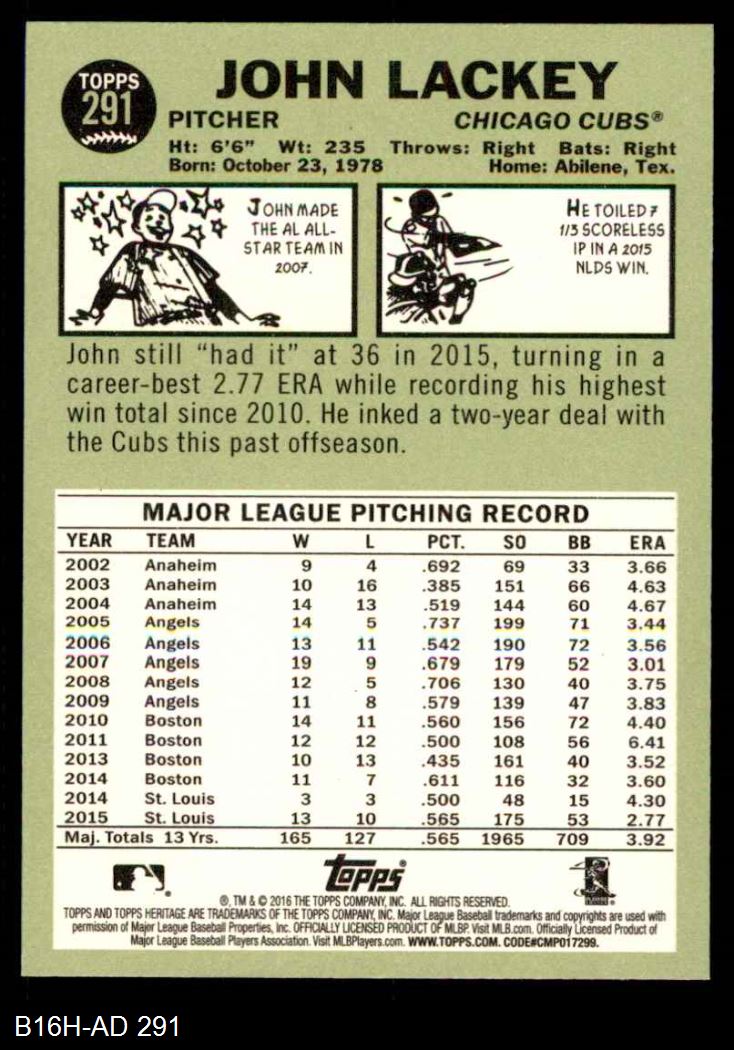 TOPPS
291
JOHN LACKEY
PITCHER CHICAGO CUBS®
Ht: 6'6" Wt: 235 Throws: Right Bats: Right
Born: October 23, 1978 Home: Abilene, Tex.
JOHN MADE
THE AL ALL-
STAR TEAM IN
2007.
HE TOILED 7
1/3 SCORELESS
IP IN A 2015
NLDS WIN.
John still "had it" at 36 in 2015, turning in a
career-best 2.77 ERA while recording his highest
win total since 2010. He inked a two-year deal with
the Cubs this past offseason.
MAJOR LEAGUE PITCHING RECORD
YEAR TEAM W L PCT. SO BB ERA
2002 Anaheim 9 4 .692 69 33 3.66
2003 Anaheim 10 16 .385 151 66 4.63
2004 Anaheim 14 13 .519 144 60 4.67
2005 Angels 14 5 .737 199 71 3.44
2006 Angels 13 11 .542 190 72 3.56
2007 Angels 19 9 .679 179 52 3.01
2008 Angels 12 5 .706 130 40 3.75
2009 Angels 11 8 .579 139 47 3.83
2010 Boston 14 11 .560 156 72 4.40
2011 Boston 12 12 .500 108 56 6.41
2013 Boston 10 13 .435 161 40 3.52
2014 Boston 11 7 .611 116 32 3.60
2014 St. Louis 3 3 .500 48 15 4.30
2015 St. Louis 13 10 .565 175 53 2.77
Maj. Totals 13 Yrs. 165 127 .565 1965 709 3.92
Topps®
®, TM & © 2016 THE TOPPS COMPANY, INC. ALL RIGHTS RESERVED.
TOPPS AND TOPPS HERITAGE ARE TRADEMARKS OF THE TOPPS COMPANY, INC. Major League Baseball trademarks and copyrights are used with
permission of Major League Baseball Properties, Inc. OFFICIALLY LICENSED PRODUCT OF MLBP. Visit MLB.com. Officially Licensed Product of
Major League Baseball Players Association. Visit MLBPlayers.com. WWW.TOPPS.COM. CODE#CMP017299.
B16H-AD 291